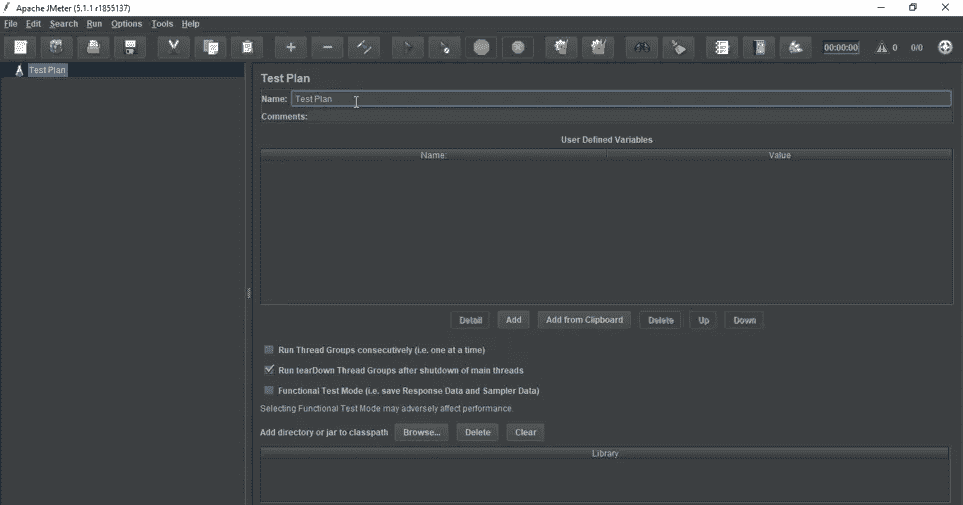 Apache JMeter (5.1.1 r1855137)
File Edit Search Run Options Tools Help
00:00:00 0 0/0
Test Plan
Test Plan
Name: Test Plan
Comments:
User Defined Variables
Name: Value
Detail Add Add from Clipboard Delete Up Down
Run Thread Groups consecutively (i.e. one at a time)
Run tearDown Thread Groups after shutdown of main threads
Functional Test Mode (i.e. save Response Data and Sampler Data)
Selecting Functional Test Mode may adversely affect performance.
Add directory or jar to classpath Browse... Delete Clear
Library